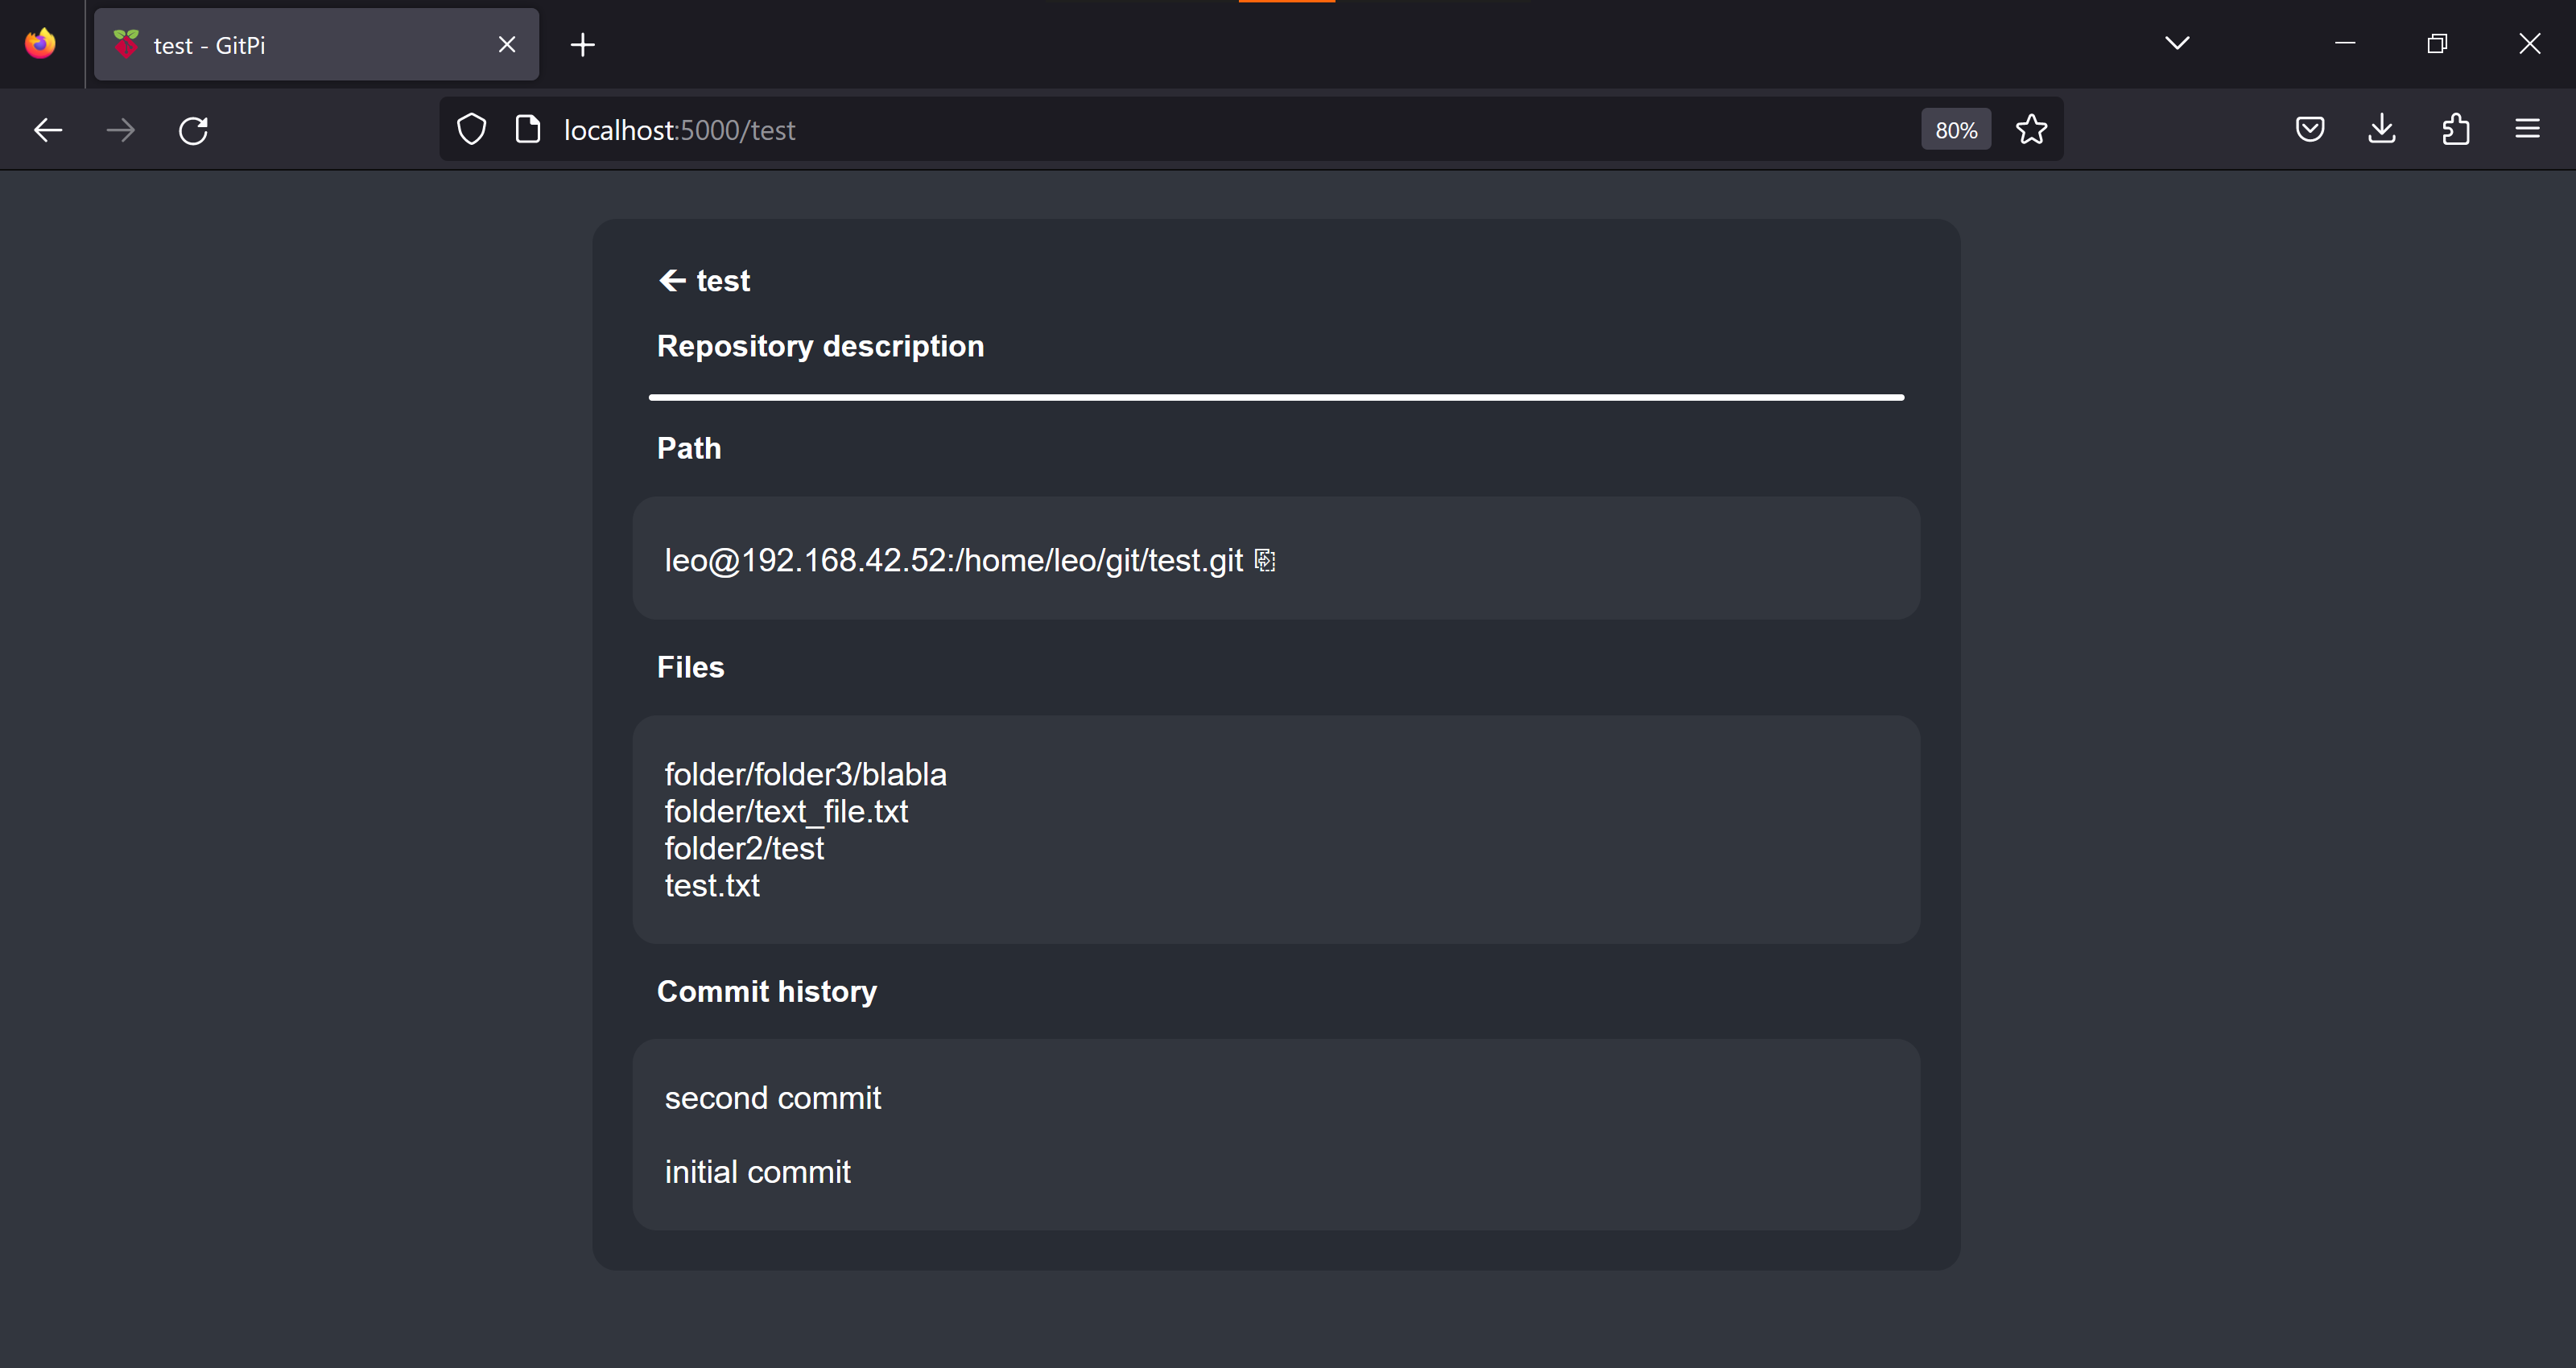 test - GitPi
localhost:5000/test
80%
test
Repository description
Path
leo@192.168.42.52:/home/leo/git/test.git
Files
folder/folder3/blabla
folder/text_file.txt
folder2/test
test.txt
Commit history
second commit
initial commit